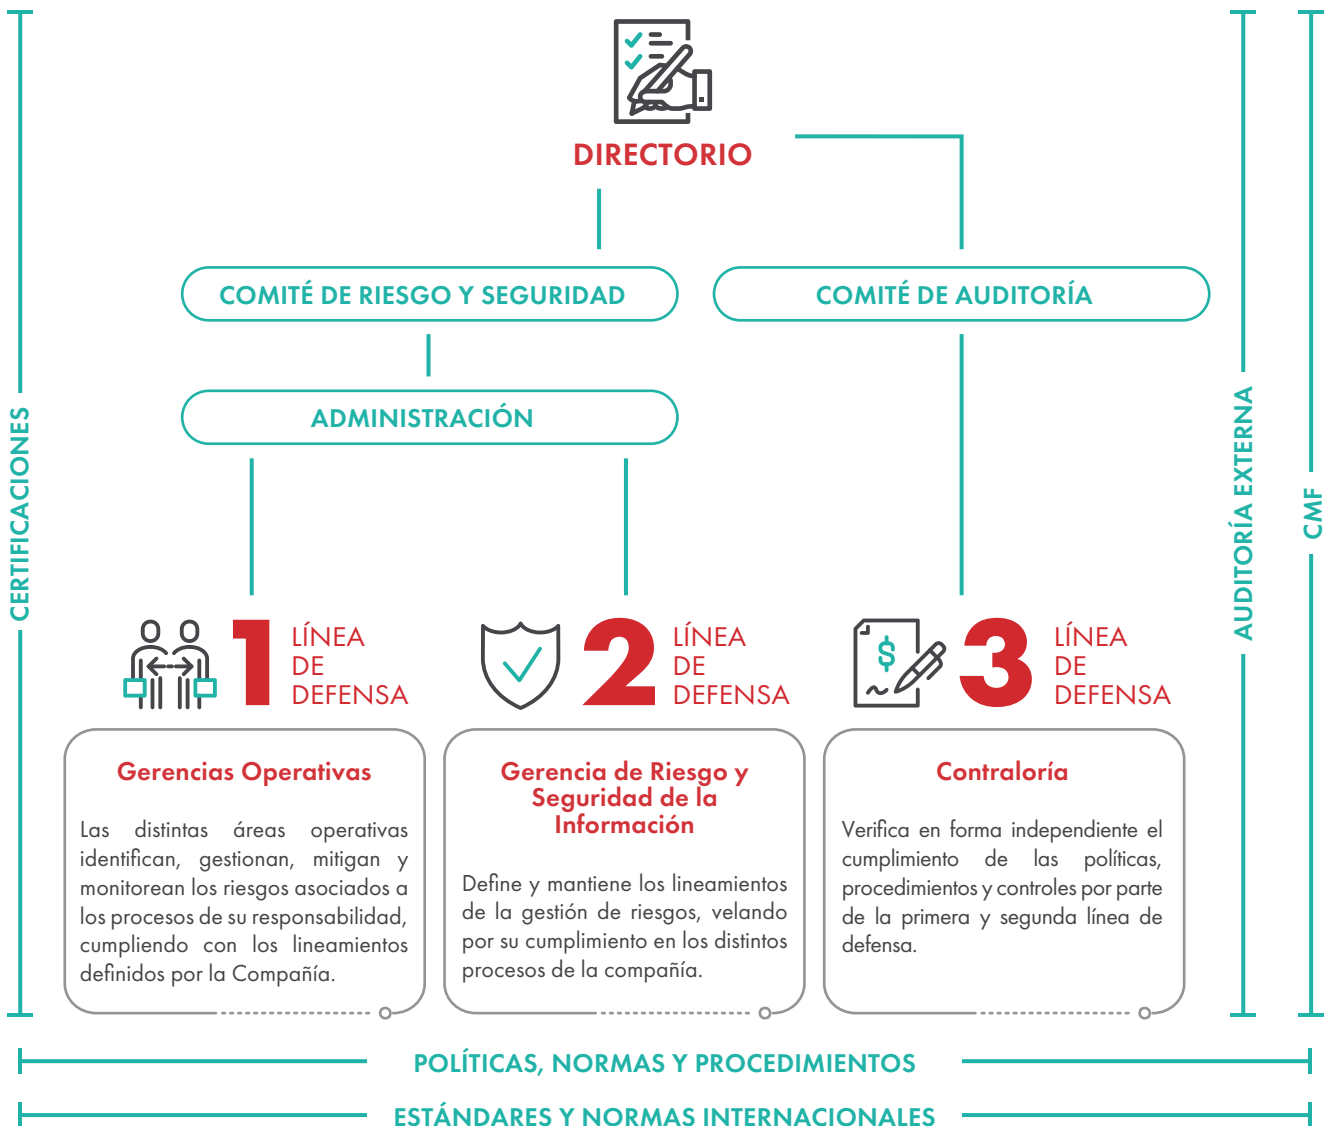 DIRECTORIO
COMITÉ DE RIESGO Y SEGURIDAD
COMITÉ DE AUDITORÍA
ADMINISTRACIÓN
CERTIFICACIONES
AUDITORÍA EXTERNA
CMF
1 LÍNEA
DE
DEFENSA
2 LÍNEA
DE
DEFENSA
$
3 LÍNEA
DE
DEFENSA
Gerencias Operativas
Las distintas áreas operativas
identifican, gestionan, mitigan y
monitorean los riesgos asociados a
los procesos de su responsabilidad,
cumpliendo con los lineamientos
definidos por la Compañía.
Gerencia de Riesgo y
Seguridad de la
Información
Define y mantiene los lineamientos
de la gestión de riesgos, velando
por su cumplimiento en los distintos
procesos de la compañía.
Contraloría
Verifica en forma independiente el
cumplimiento de las políticas,
procedimientos y controles por parte
de la primera y segunda línea de
defensa.
POLÍTICAS, NORMAS Y PROCEDIMIENTOS
ESTÁNDARES Y NORMAS INTERNACIONALES